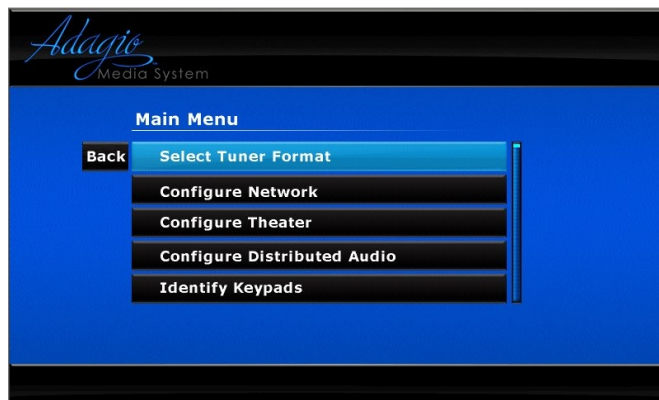 Adagio
Media System
Main Menu
Back
Select Tuner Format
Configure Network
Configure Theater
Configure Distributed Audio
Identify Keypads